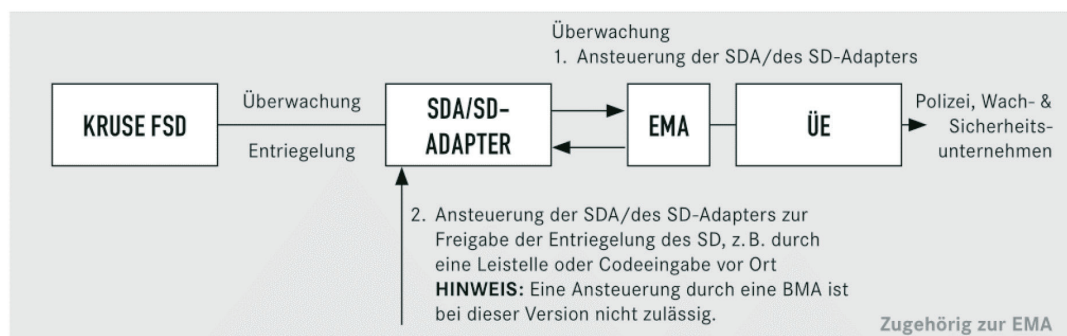 Überwachung
1. Ansteuerung der SDA/des SD-Adapters
KRUSE FSD
Überwachung
Entriegelung
SDA/SD-
ADAPTER
EMA
ÜE
Polizei, Wach- &
Sicherheits-
unternehmen
2. Ansteuerung der SDA/des SD-Adapters zur
Freigabe der Entriegelung des SD, z. B. durch
eine Leistelle oder Codeeingabe vor Ort
HINWEIS: Eine Ansteuerung durch eine BMA ist
bei dieser Version nicht zulässig.
Zugehörig zur EMA